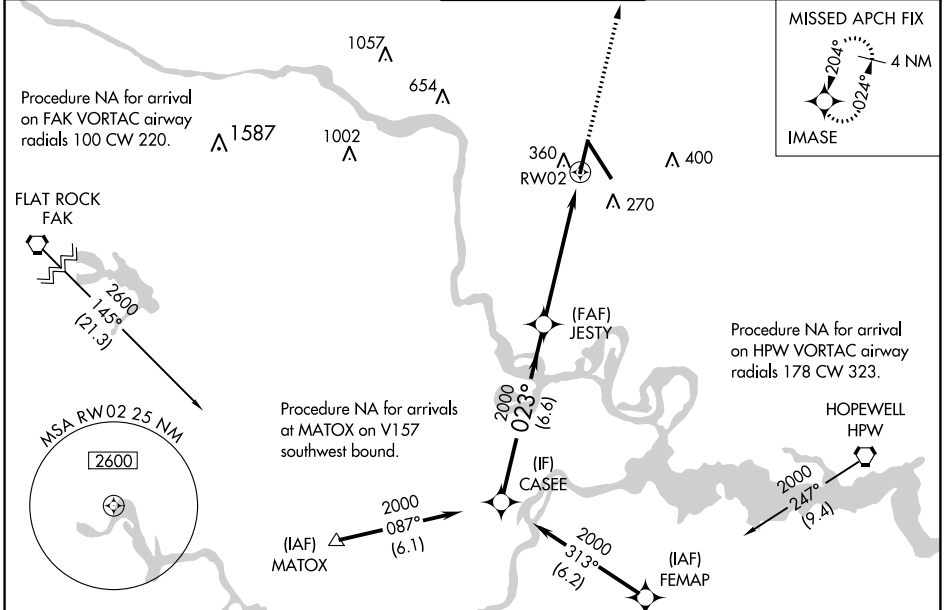 MISSED APCH FIX
204°
4 NM
024°
IMASE
1057
654
Procedure NA for arrival
on FAK VORTAC airway
radials 100 CW 220.
1587
1002
360
RW02
400
270
FLAT ROCK
FAK
2600
145°
(21.3)
(FAF)
JESTY
Procedure NA for arrival
on HPW VORTAC airway
radials 178 CW 323.
2000
023°
(6.6)
MSA RW02 25 NM
2600
Procedure NA for arrivals
at MATOX on V157
southwest bound.
HOPEWELL
HPW
2000
247°
(9.4)
(IF)
CASEE
2000
087°
(6.1)
(IAF)
MATOX
2000
313°
(6.2)
(IAF)
FEMAP